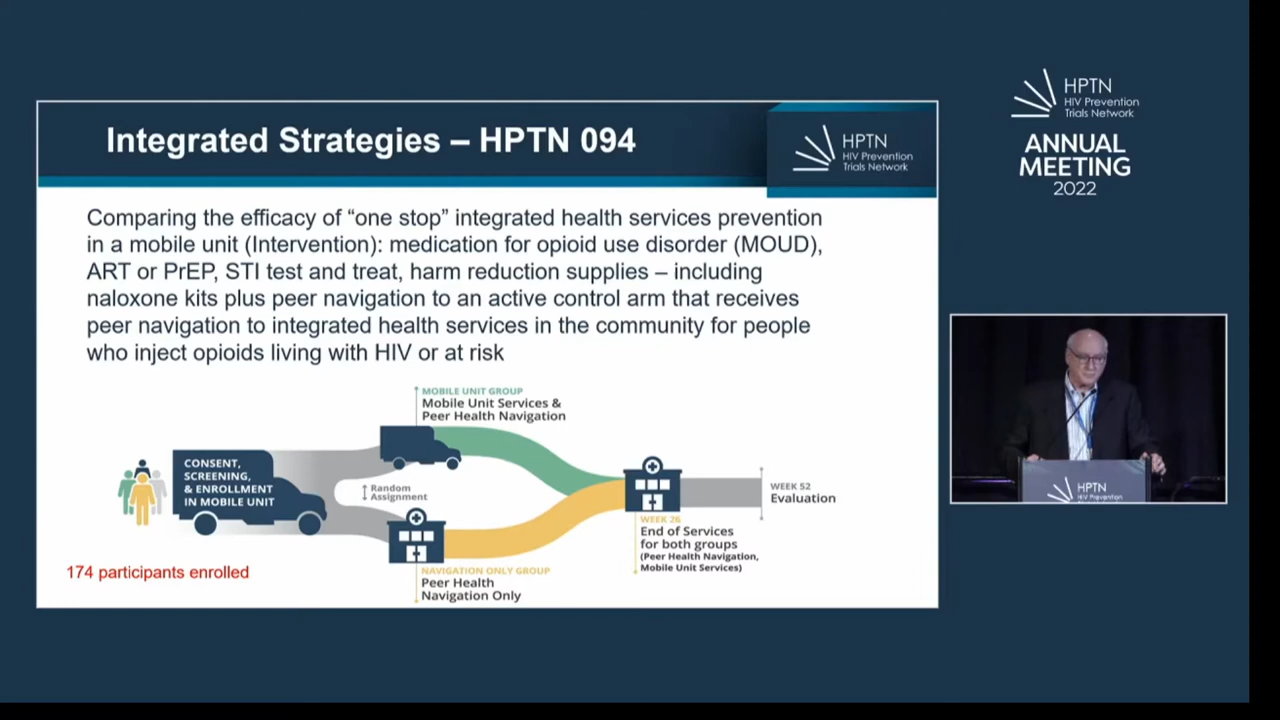 Integrated Strategies – HPTN 094
HPTN
HIV Prevention
Trials Network
Comparing the efficacy of “one stop” integrated health services prevention
in a mobile unit (Intervention): medication for opioid use disorder (MOUD),
ART or PrEP, STI test and treat, harm reduction supplies – including
naloxone kits plus peer navigation to an active control arm that receives
peer navigation to integrated health services in the community for people
who inject opioids living with HIV or at risk
MOBILE UNIT GROUP
Mobile Unit Services &
Peer Health Navigation
CONSENT,
SCREENING,
& ENROLLMENT
IN MOBILE UNIT
Random
Assignment
WEEK 52
Evaluation
WEEK 26
End of Services
for both groups
(Peer Health Navigation,
Mobile Unit Services)
NAVIGATION ONLY GROUP
Peer Health
Navigation Only
174 participants enrolled
HPTN
HIV Prevention
Trials Network
ANNUAL
MEETING
2022
HPTN
HIV Prevention